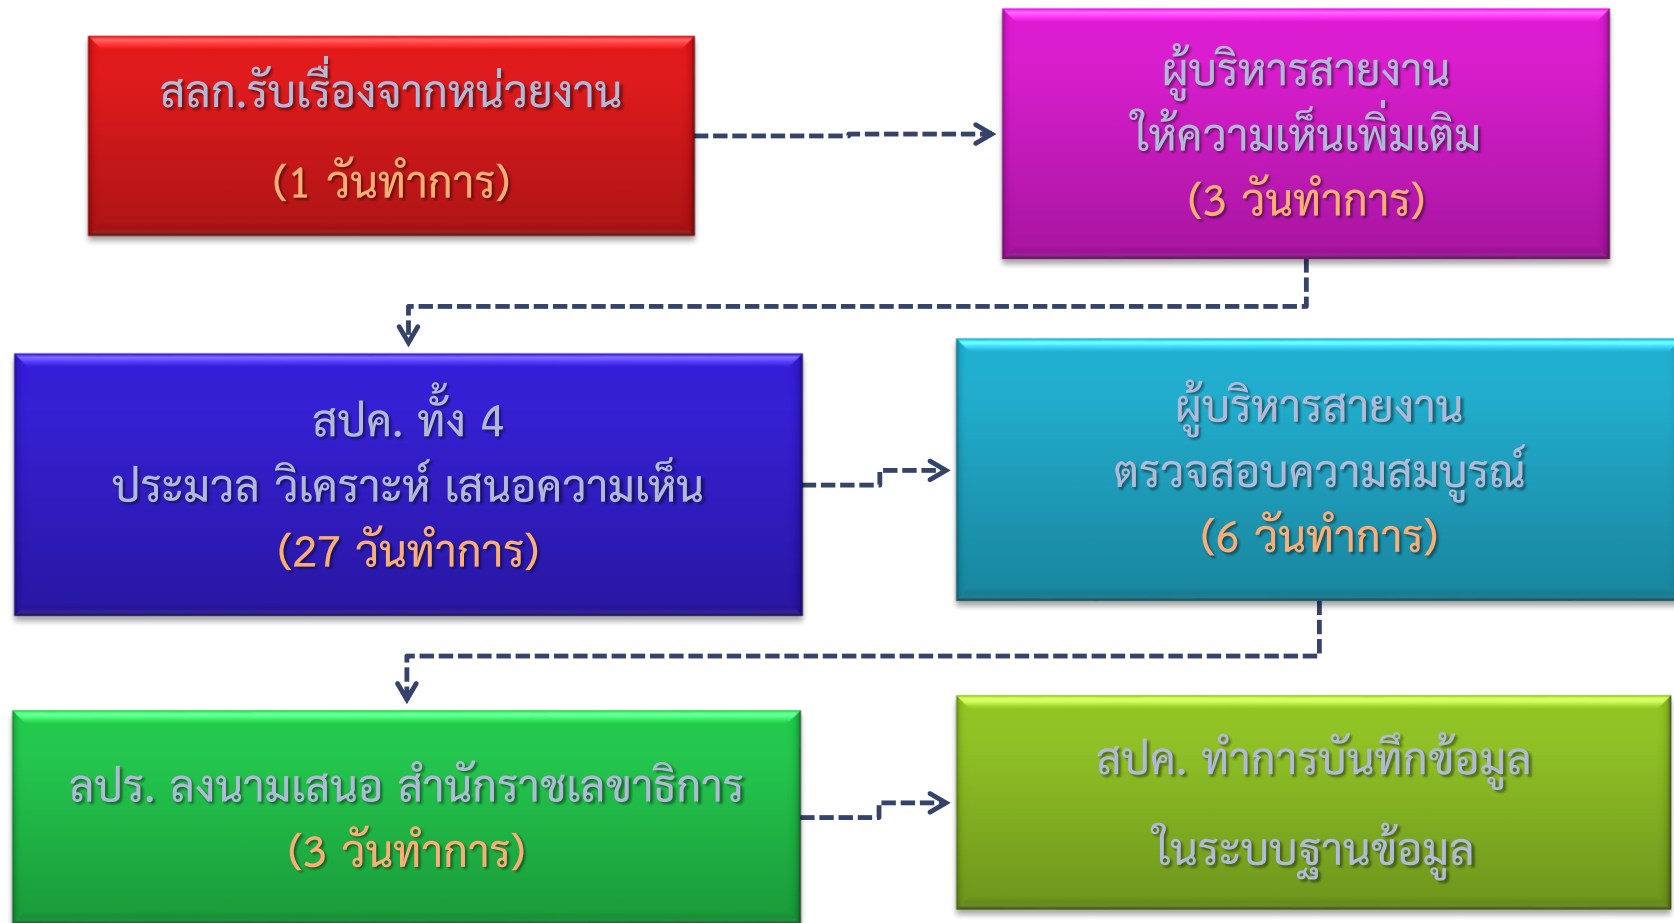 สลก.รับเรื่องจากหน่วยงาน
(1 วันทำการ)
ผู้บริหารสายงาน
ให้ความเห็นเพิ่มเติม
(3 วันทำการ)
สปค. ทั้ง 4
ประมวล วิเคราะห์ เสนอความเห็น
(27 วันทำการ)
ผู้บริหารสายงาน
ตรวจสอบความสมบูรณ์
(6 วันทำการ)
ลปร. ลงนามเสนอ สำนักราชเลขาธิการ
(3 วันทำการ)
สปค. ทำการบันทึกข้อมูล
ในระบบฐานข้อมูล